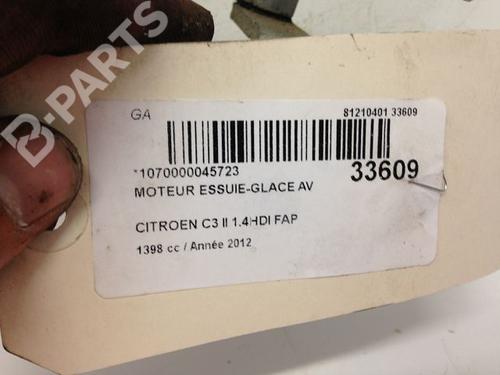 GA
81210401 33609
*1070000045723
33609
MOTEUR ESSUIE-GLACE AV
CITROEN C3 II 1.4HDI FAP
1398 cc / Année 2012
B-PARTS